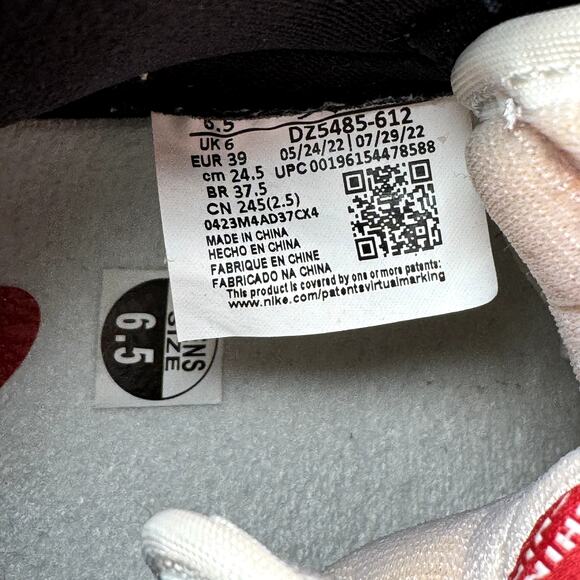 6.5
UK 6
EUR 39
cm 24.5
BR 37.5
CN 245(2.5)
0423M4AD37CX4
DZ5485-612
05/24/22 | 07/29/22
UPC 00196154478588
MADE IN CHINA
HECHO EN CHINA
FABRIQUE EN CHINE
FABRICADO NA CHINA
This product is covered by one or more patents:
www.nike.com/patentsvirtualmarking
SIZE
6.5